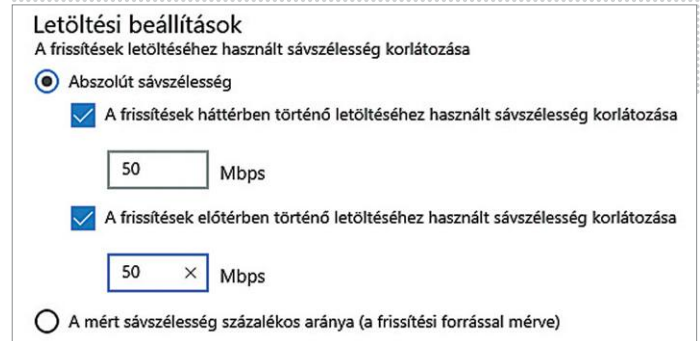 Letöltési beállítások
A frissítések letöltéséhez használt sávszélesség korlátozása
Abszolút sávszélesség
A frissítések háttérben történő letöltéséhez használt sávszélesség korlátozása
50 Mbps
A frissítések előtérben történő letöltéséhez használt sávszélesség korlátozása
50 × Mbps
A mért sávszélesség százalékos aránya (a frissítési forrással mérve)